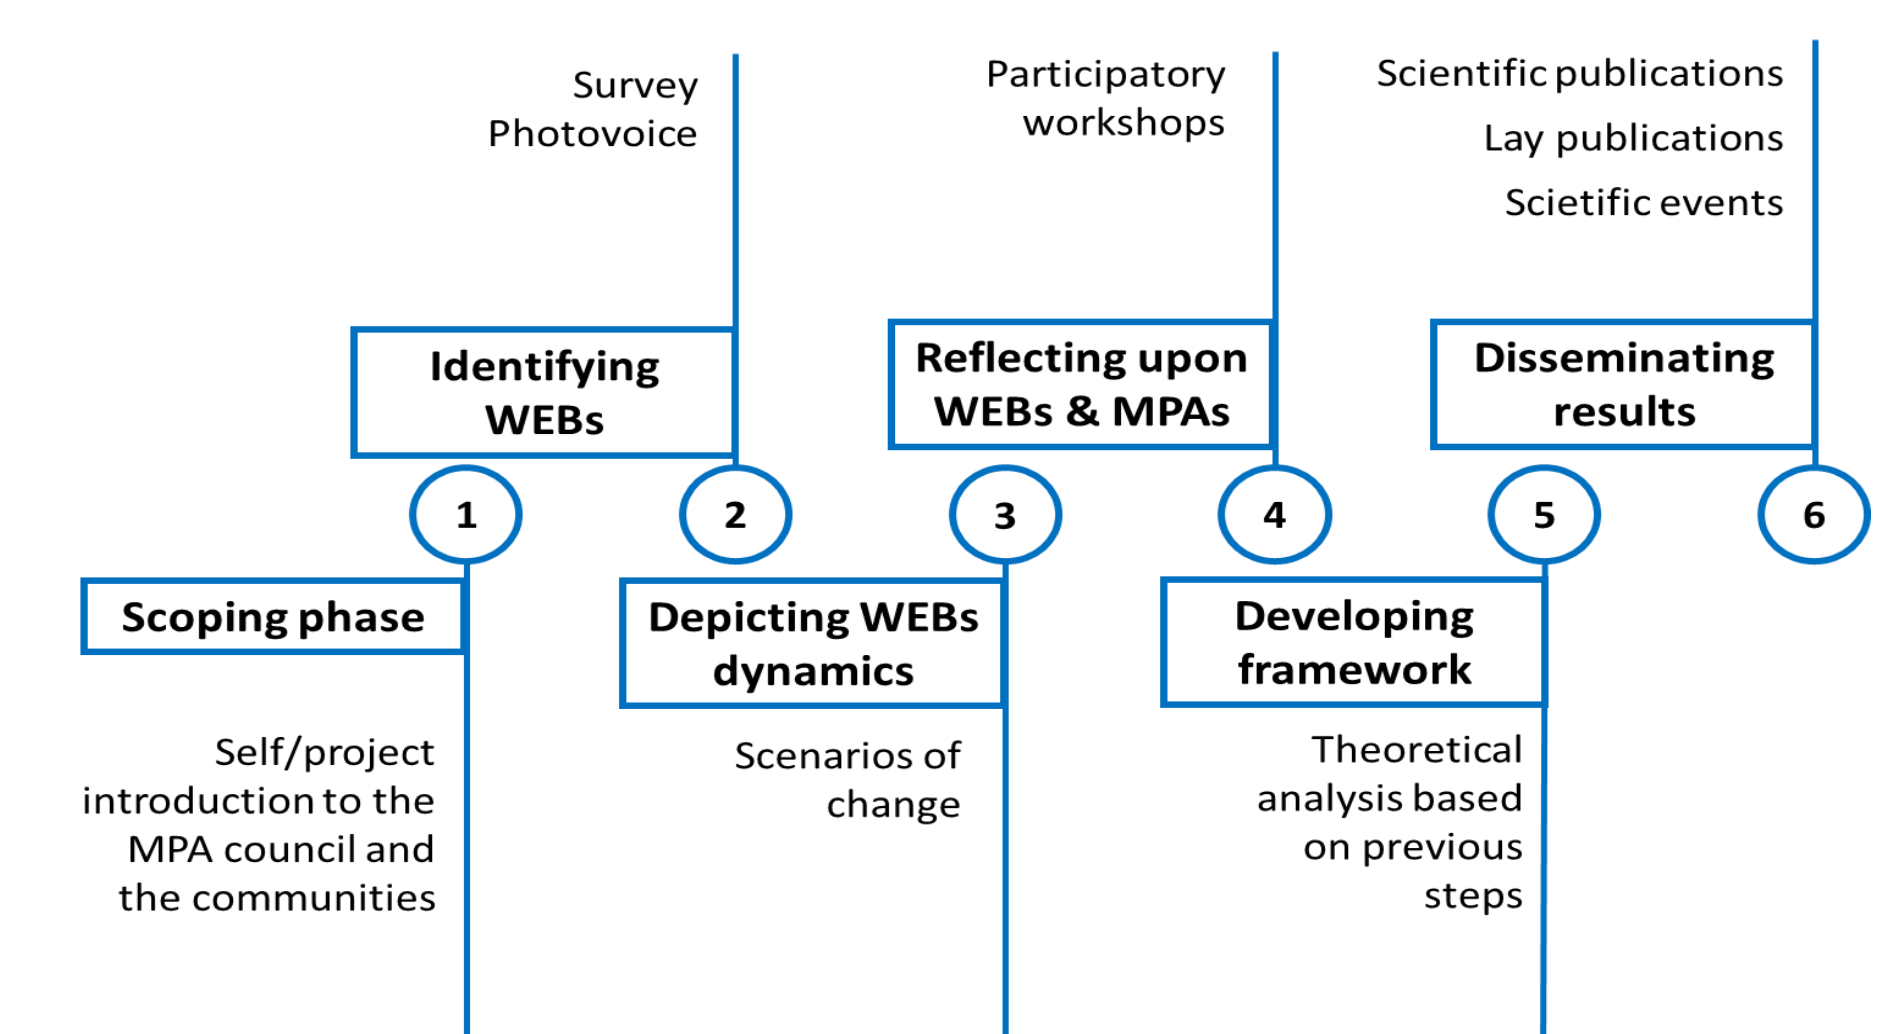 1
Scoping phase
Self/project
introduction to the
MPA council and
the communities
2
Identifying
WEBs
Survey
Photovoice
3
Depicting WEBs
dynamics
Scenarios of
change
4
Reflecting upon
WEBs & MPAs
Participatory
workshops
5
Developing
framework
Theoretical
analysis based
on previous
steps
6
Disseminating
results
Scientific publications
Lay publications
Scietific events